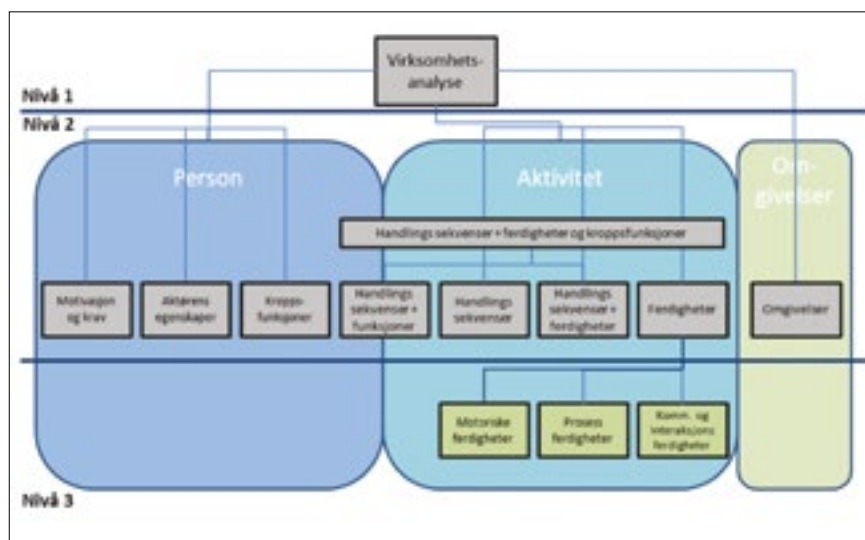 Virksomhets-
analyse
Nivå 1
Nivå 2
Person
Aktivitet
Om-
givelser
Handlings sekvenser + ferdigheter og kroppsfunksjoner
Motivasjon
og krav
Aktørens
egenskaper
Kropps-
funksjoner
Handlings
sekvenser +
funksjoner
Handlings
sekvenser
Handlings
sekvenser +
ferdigheter
Ferdigheter
Omgivelser
Motoriske
ferdigheter
Prosess
ferdigheter
Komm. og
interaksjons
ferdigheter
Nivå 3